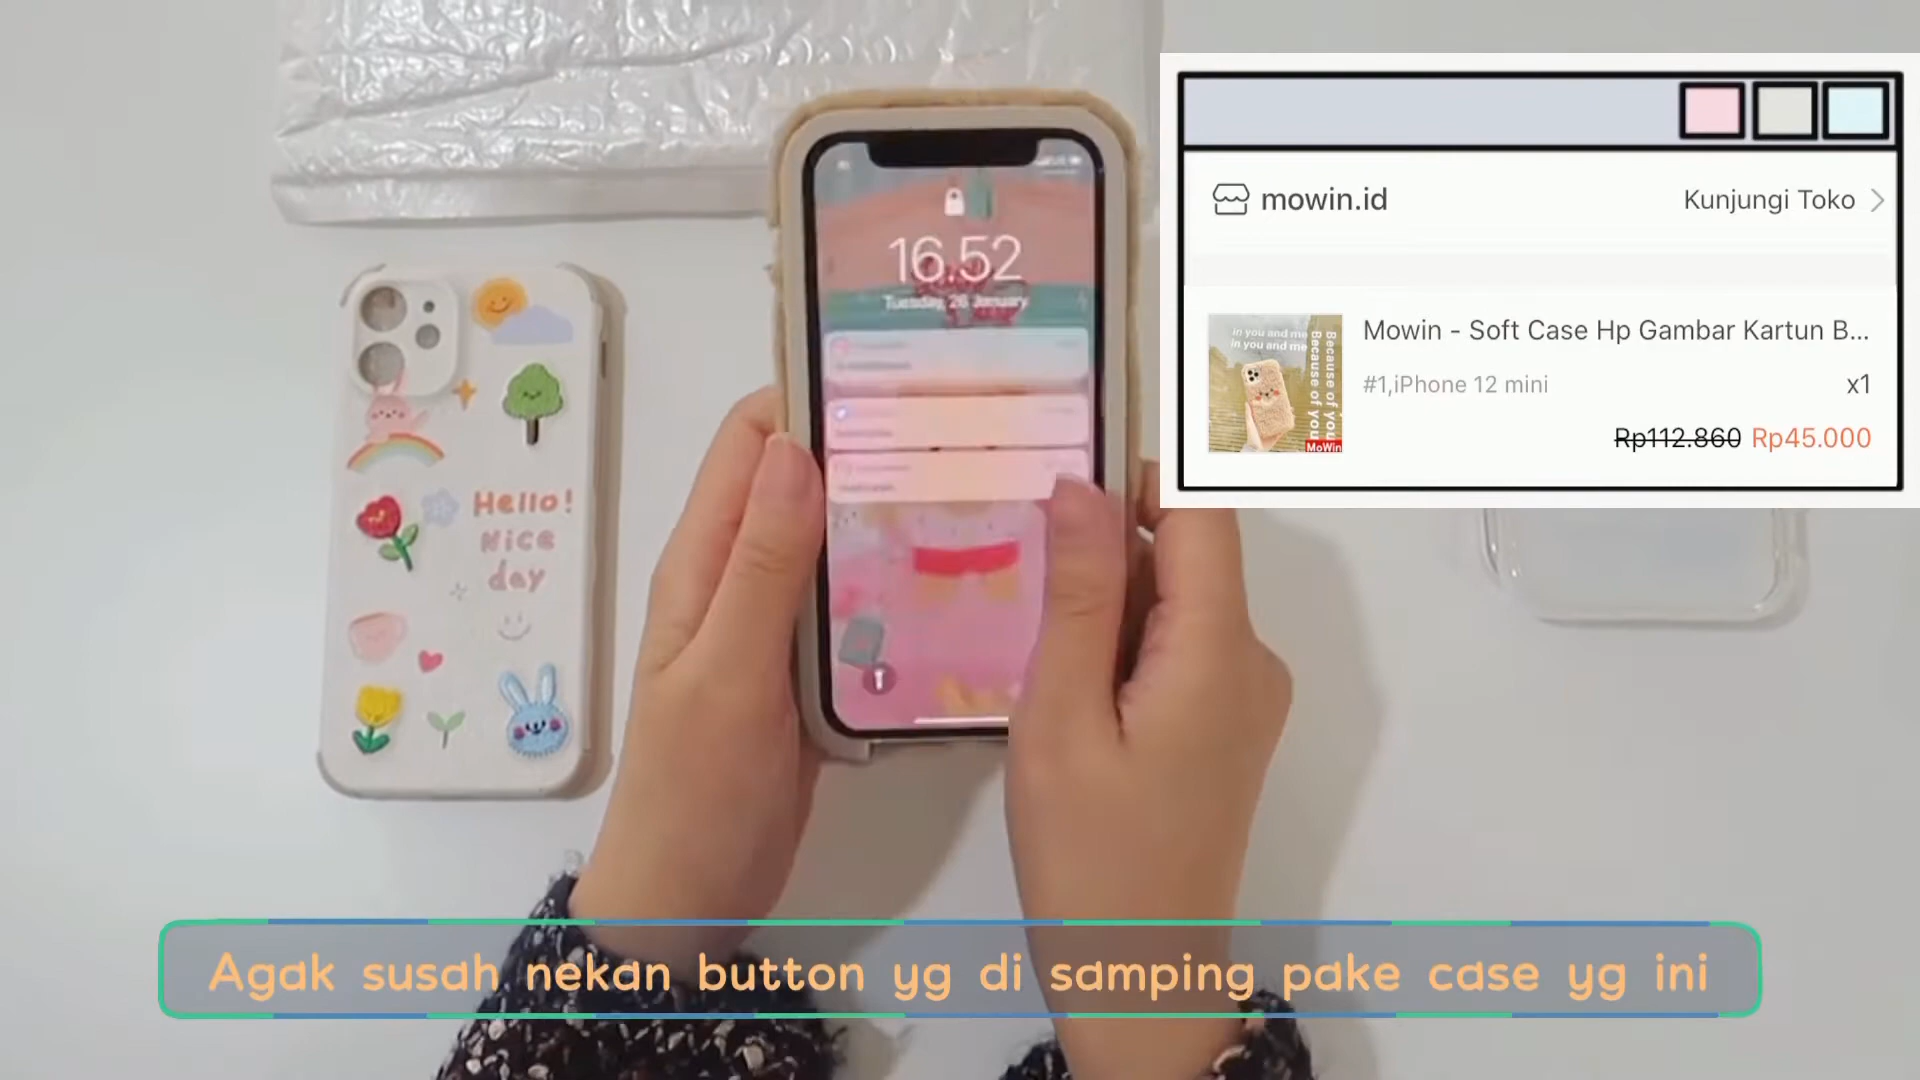 16.52
Tuesday, 26 January
Hello!
Nice
day
mowin.id
Kunjungi Toko
in you and me
in you and me
Because of you
Because of you
MoWin
Mowin - Soft Case Hp Gambar Kartun B...
#1,iPhone 12 mini
x1
Rp112.860 Rp45.000
Agak susah nekan button yg di samping pake case yg ini